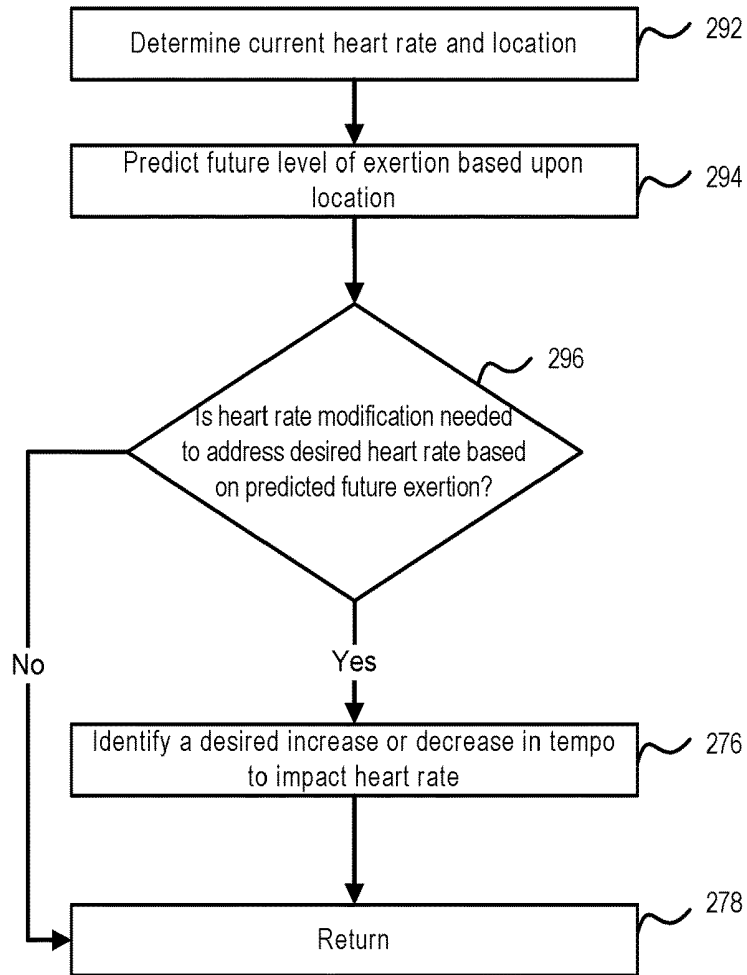 Determine current heart rate and location
292
Predict future level of exertion based upon
location
294
296
Is heart rate modification needed
to address desired heart rate based
on predicted future exertion?
No
Yes
Identify a desired increase or decrease in tempo
to impact heart rate
276
Return
278